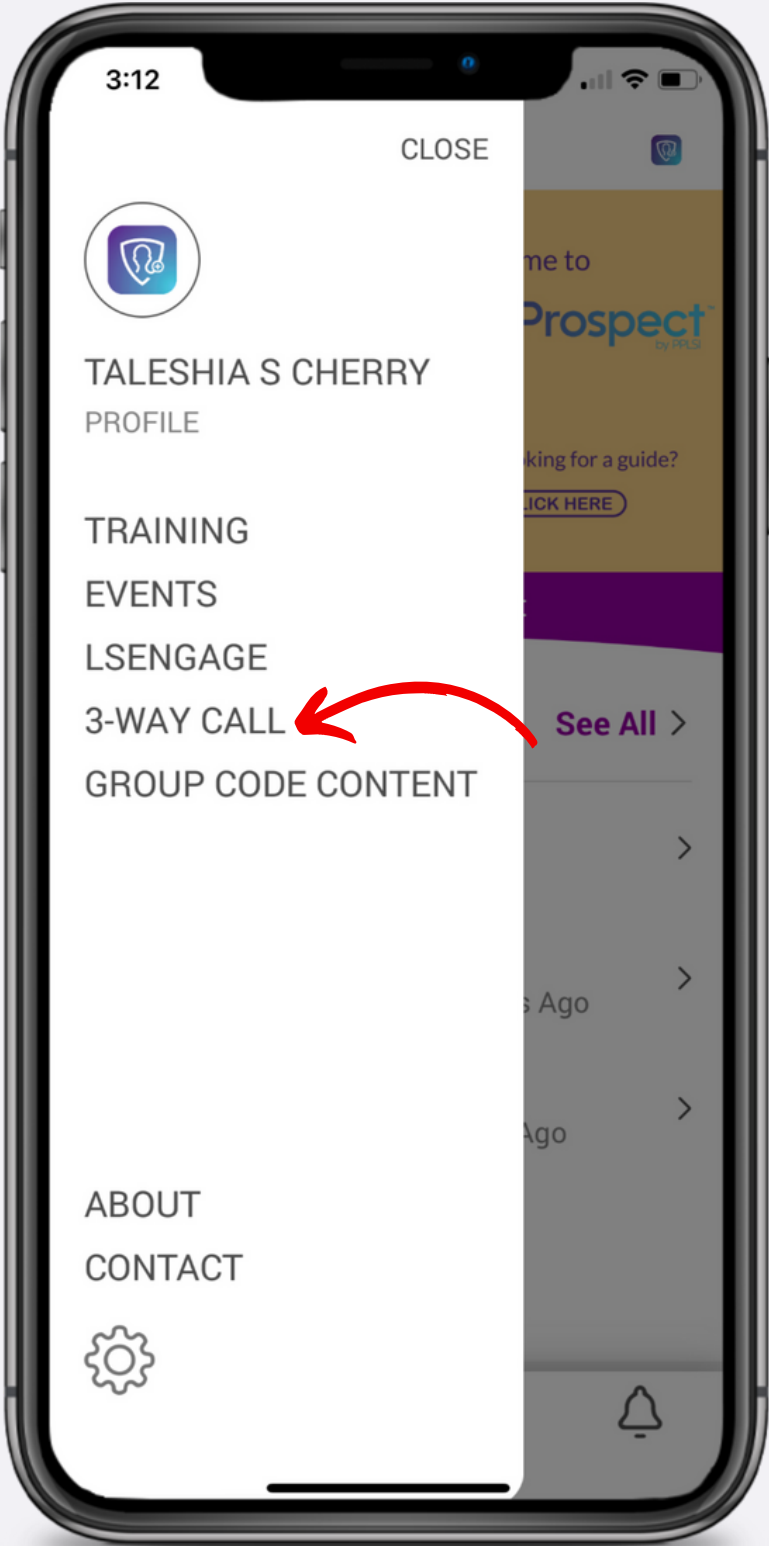 3:12
CLOSE
me to
Prospect
by PPLSI
TALESHIA S CHERRY
PROFILE
king for a guide?
LICK HERE
TRAINING
EVENTS
LSENGAGE
3-WAY CALL
See All
GROUP CODE CONTENT
s Ago
Ago
ABOUT
CONTACT